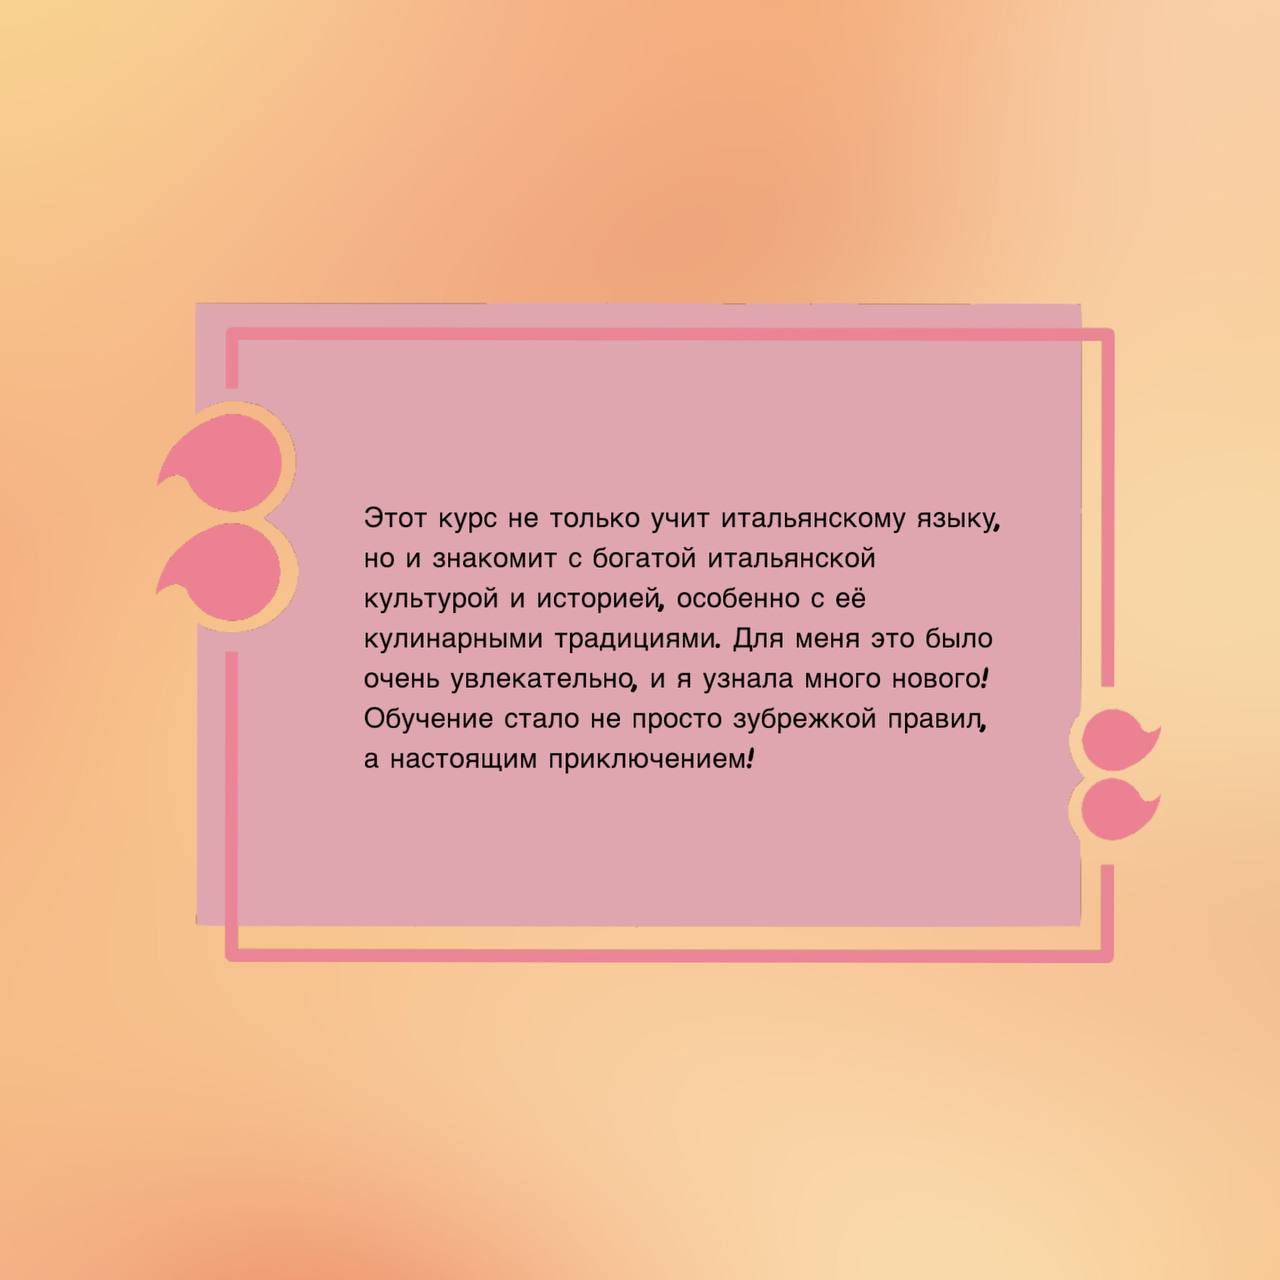 Этот курс не только учит итальянскому языку,
но и знакомит с богатой итальянской
культурой и историей, особенно с её
кулинарными традициями. Для меня это было
очень увлекательно, и я узнала много нового!
Обучение стало не просто зубрежкой правил,
а настоящим приключением!